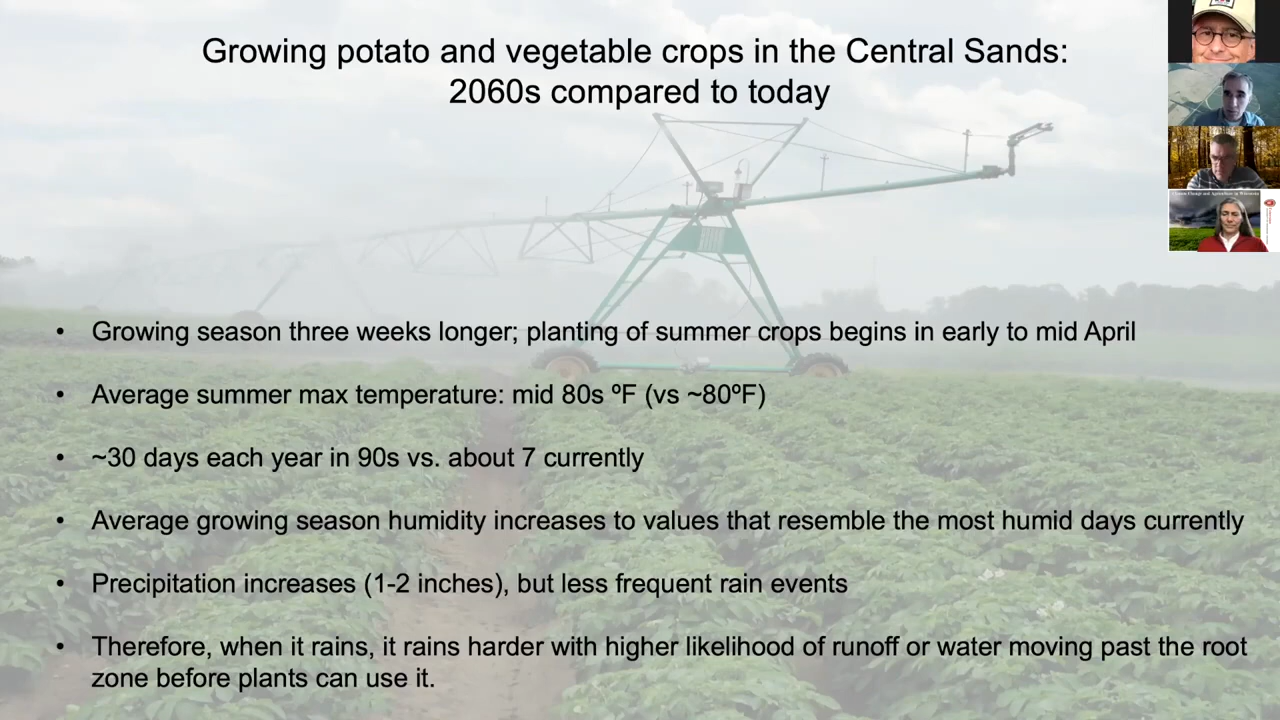 Growing potato and vegetable crops in the Central Sands:
2060s compared to today
• Growing season three weeks longer; planting of summer crops begins in early to mid April
• Average summer max temperature: mid 80s ºF (vs ~80ºF)
• ~30 days each year in 90s vs. about 7 currently
• Average growing season humidity increases to values that resemble the most humid days currently
• Precipitation increases (1-2 inches), but less frequent rain events
• Therefore, when it rains, it rains harder with higher likelihood of runoff or water moving past the root
zone before plants can use it.